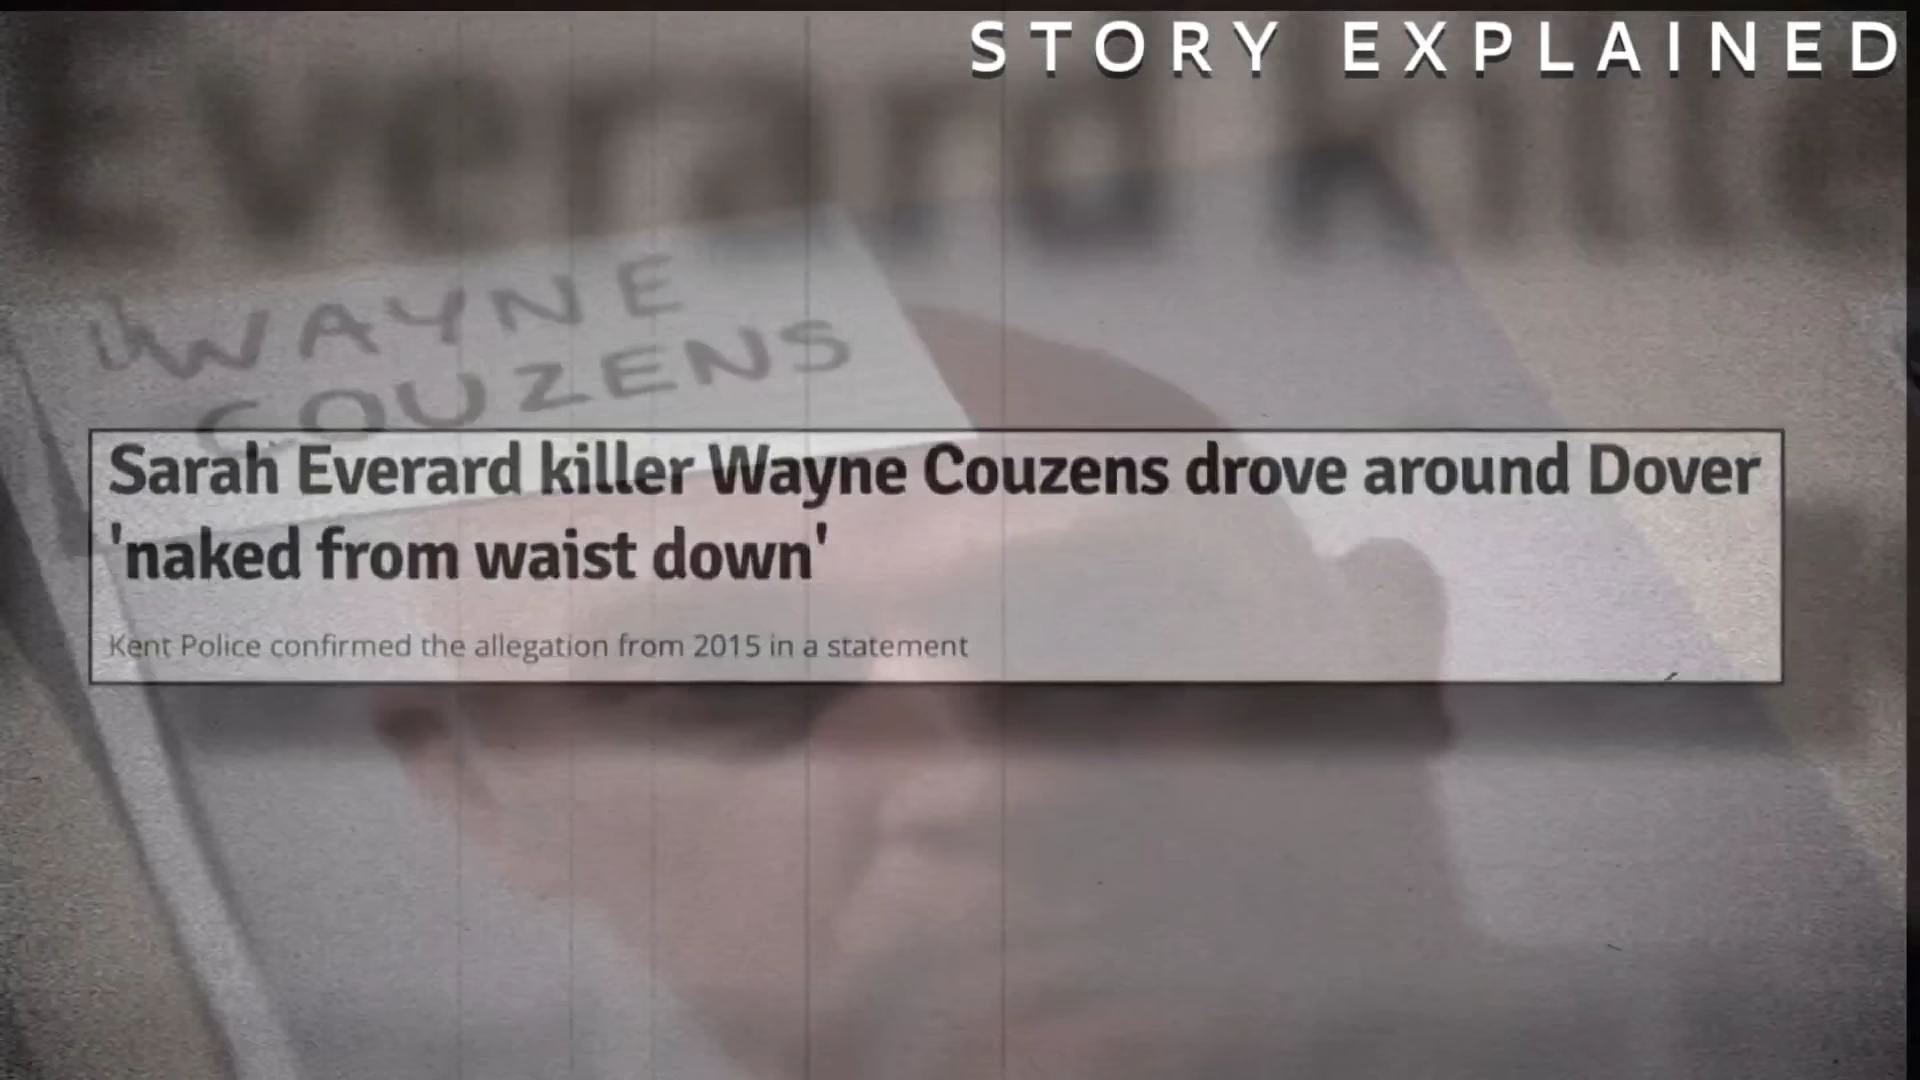 STORY EXPLAINED
Everard
WAYNE
COUZENS
Sarah Everard killer Wayne Couzens drove around Dover
'naked from waist down'
Kent Police confirmed the allegation from 2015 in a statement